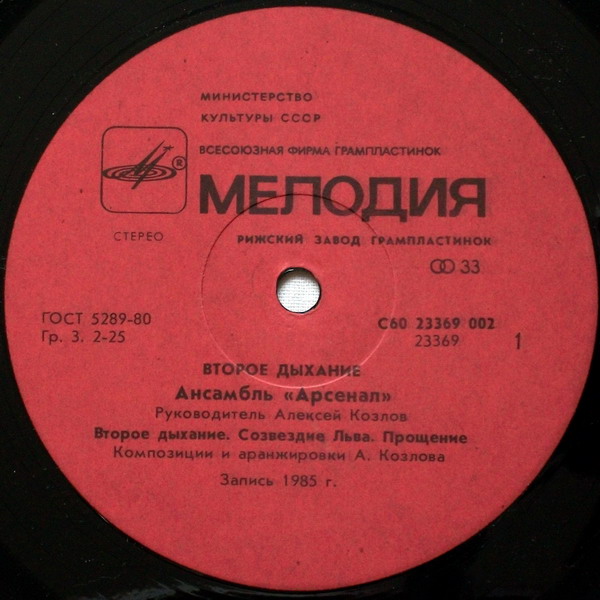 МИНИСТЕРСТВО
КУЛЬТУРЫ СССР
ВСЕСОЮЗНАЯ ФИРМА ГРАМПЛАСТИНОК
®
МЕЛОДИЯ
СТЕРЕО
РИЖСКИЙ ЗАВОД ГРАМПЛАСТИНОК
33
ГОСТ 5289-80
Гр. 3. 2-25
С60 23369 002
23369
1
ВТОРОЕ ДЫХАНИЕ
Ансамбль «Арсенал»
Руководитель Алексей Козлов
Второе дыхание. Созвездие Льва. Прощение
Композиции и аранжировки А. Козлова
Запись 1985 г.